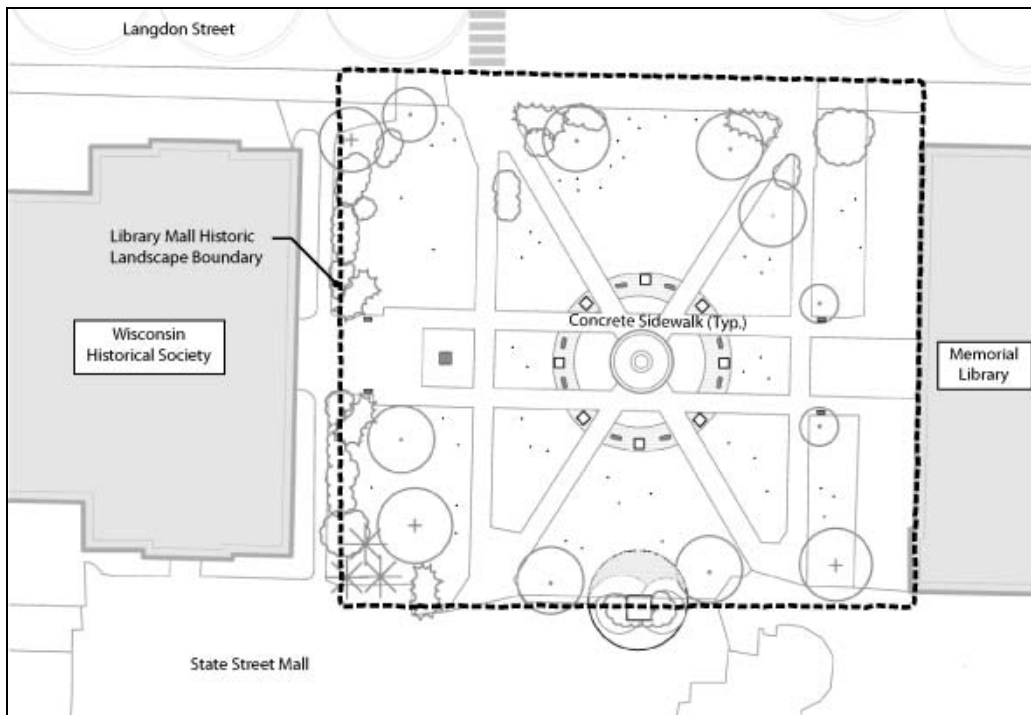 Langdon Street
Library Mall Historic
Landscape Boundary
Concrete Sidewalk (Typ.)
Wisconsin
Historical Society
Memorial
Library
State Street Mall